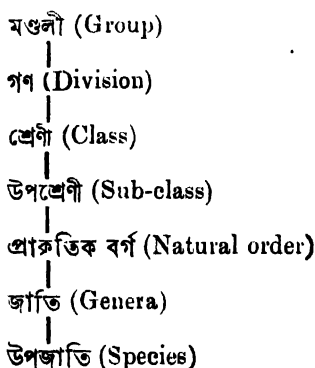 মণ্ডলী (Group)
গণ (Division)
শ্রেণী (Class)
উপশ্রেণী (Sub-class)
প্রাকৃতিক বর্গ (Natural order)
জাতি (Genera)
উপজাতি (Species)